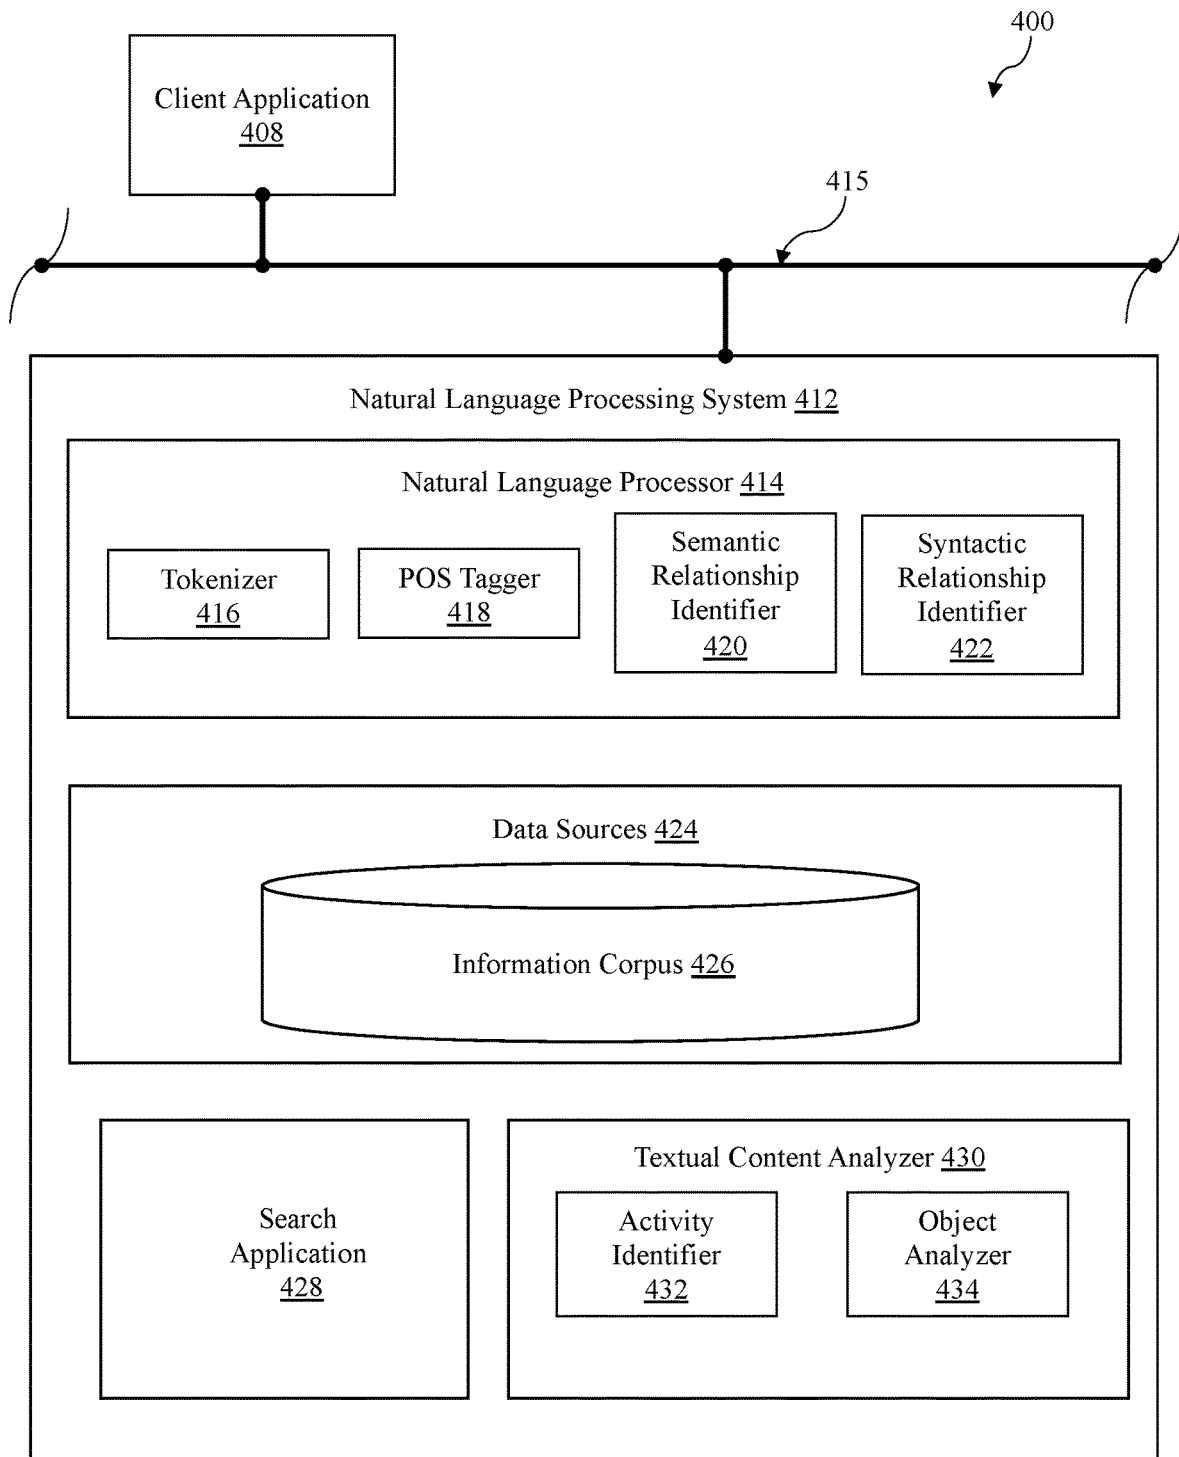 400
Client Application
408
415
Natural Language Processing System 412
Natural Language Processor 414
Tokenizer
416
POS Tagger
418
Semantic
Relationship
Identifier
420
Syntactic
Relationship
Identifier
422
Data Sources 424
Information Corpus 426
Search
Application
428
Textual Content Analyzer 430
Activity
Identifier
432
Object
Analyzer
434